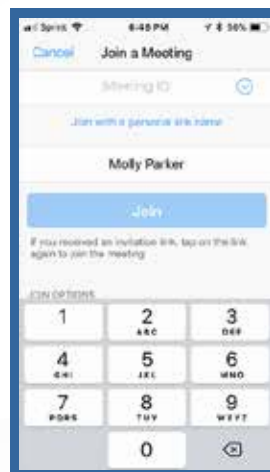 Sprint 6:45 PM 50%
Cancel Join a Meeting
Meeting ID
Join with a personal link name
Molly Parker
Join
If you received an invitation link, tap on the link
again to join the meeting
JOIN OPTIONS
1 2 3
ABC DEF
4 5 6
GHI JKL MNO
7 8 9
PQRS TUV WXYZ
0